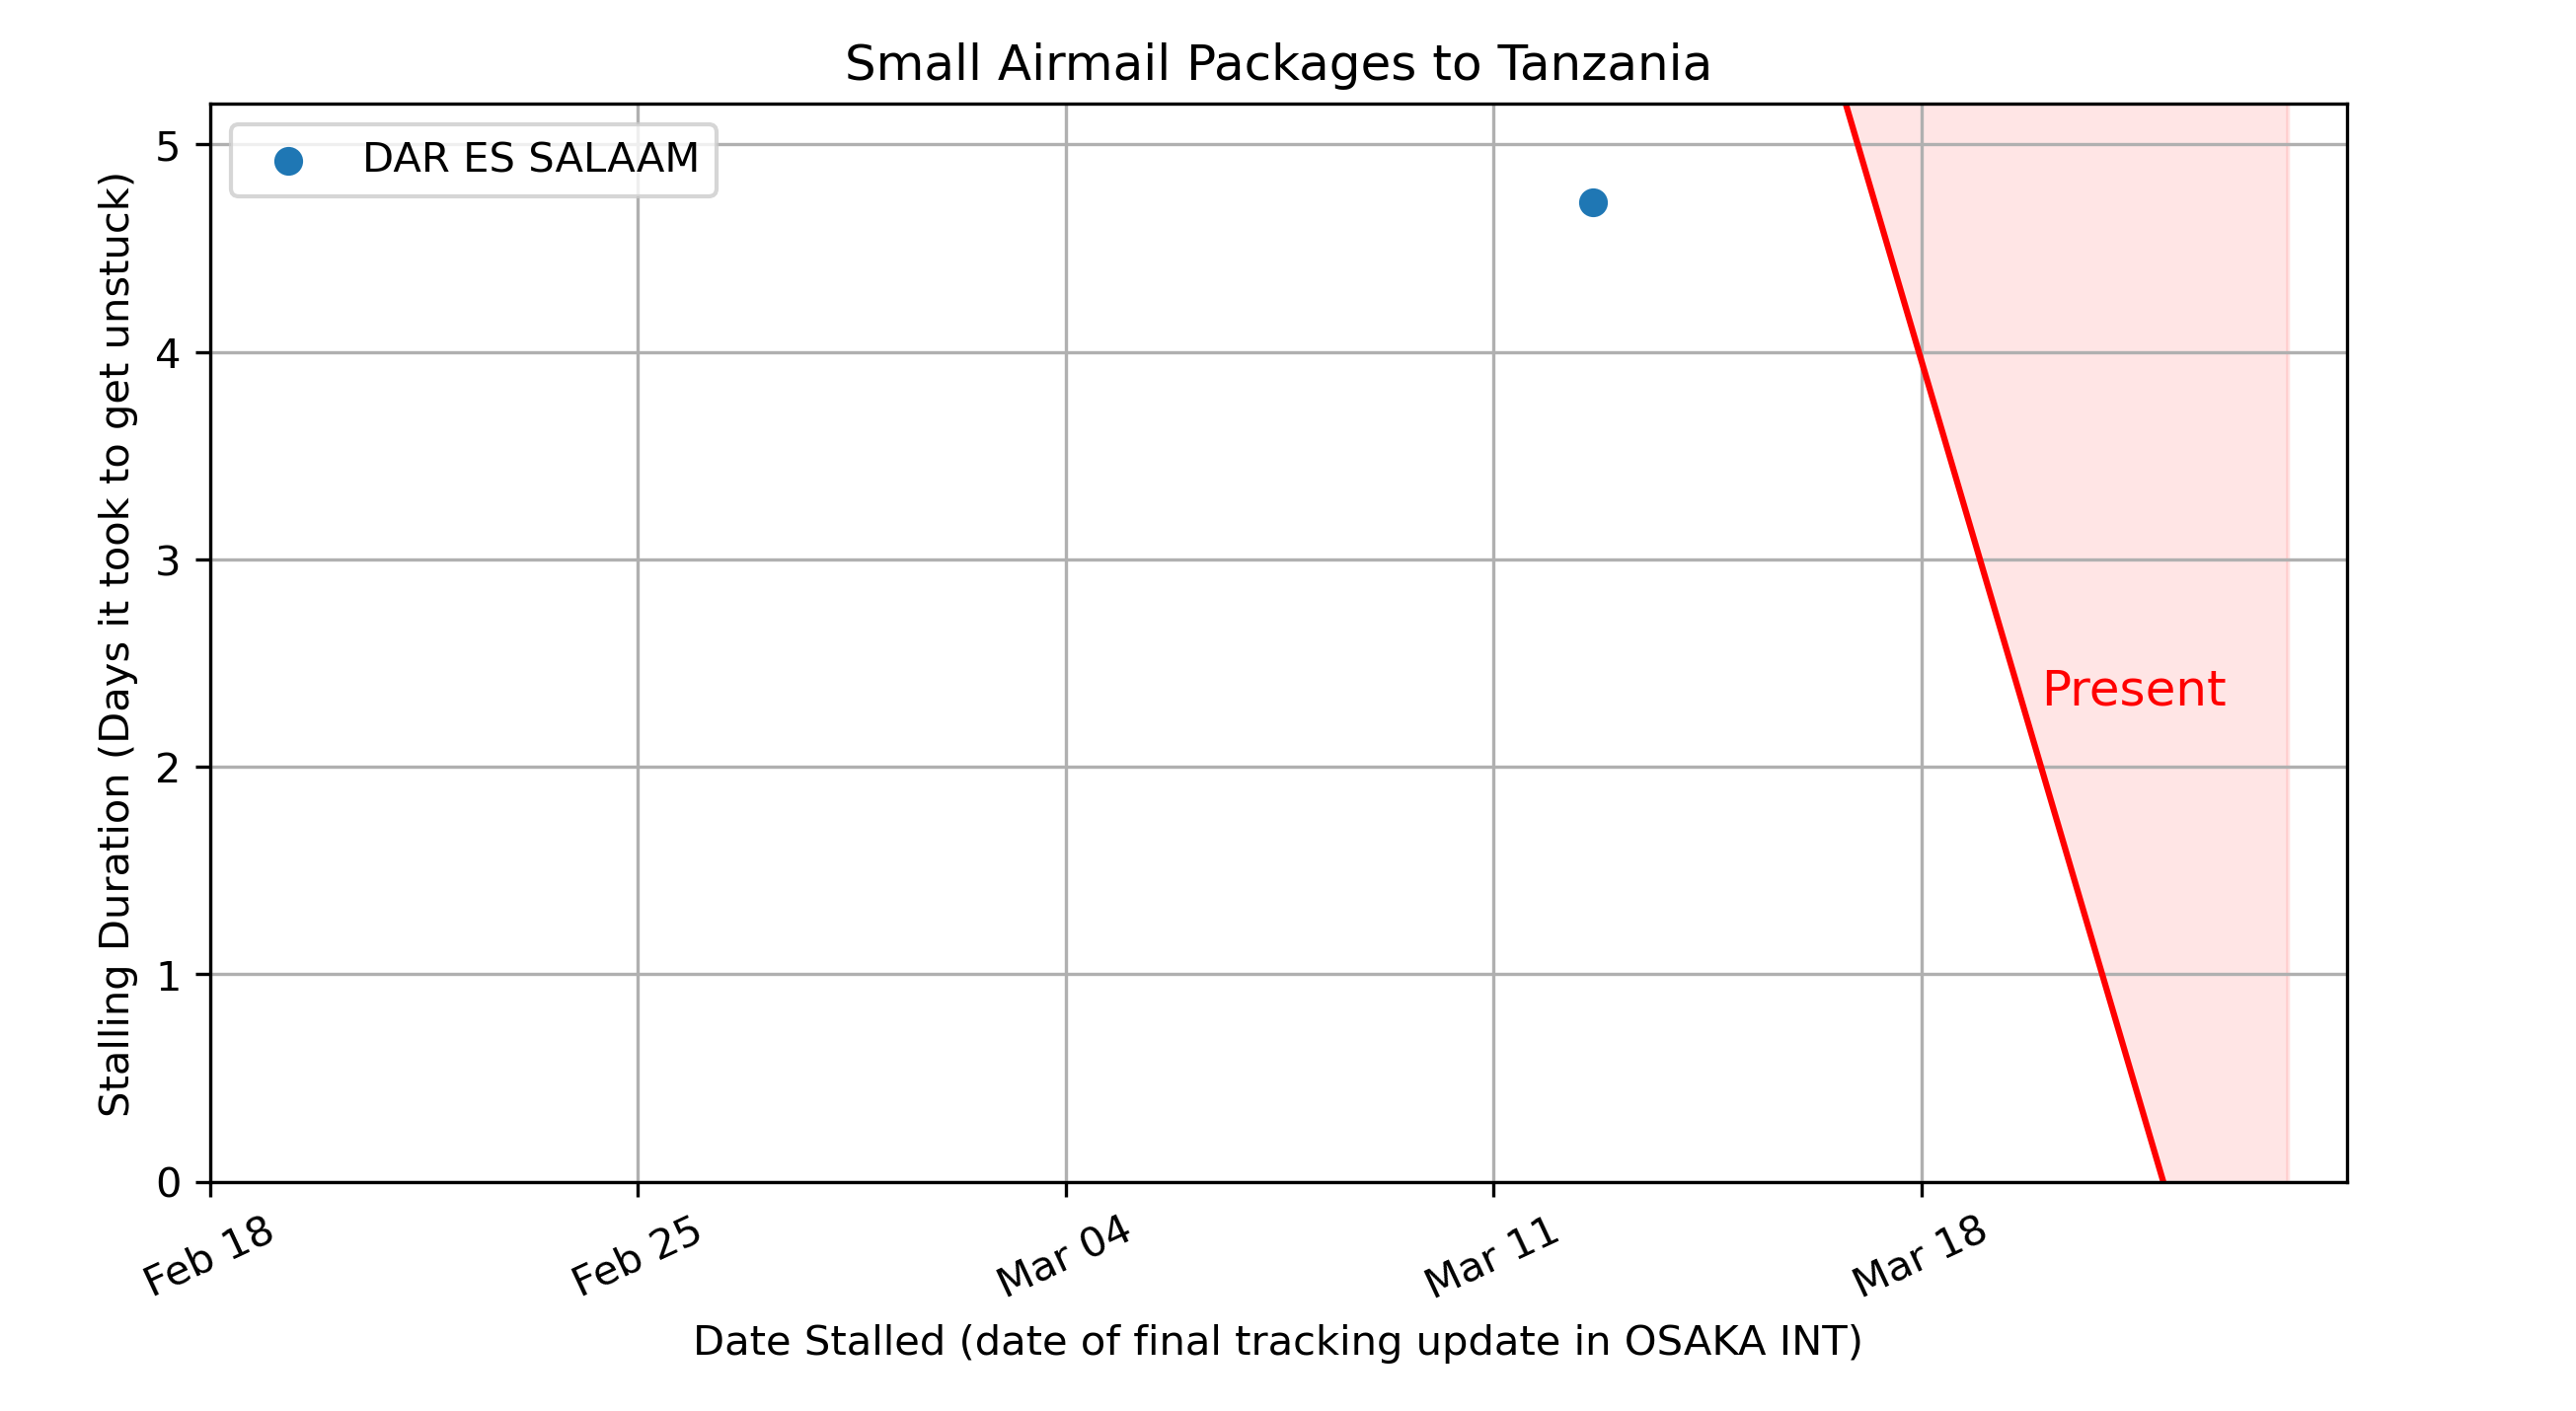 Small Airmail Packages to Tanzania
DAR ES SALAAM
Stalling Duration (Days it took to get unstuck)
5
4
3
2
1
0
Present
Feb 18
Feb 25
Mar 04
Mar 11
Mar 18
Date Stalled (date of final tracking update in OSAKA INT)